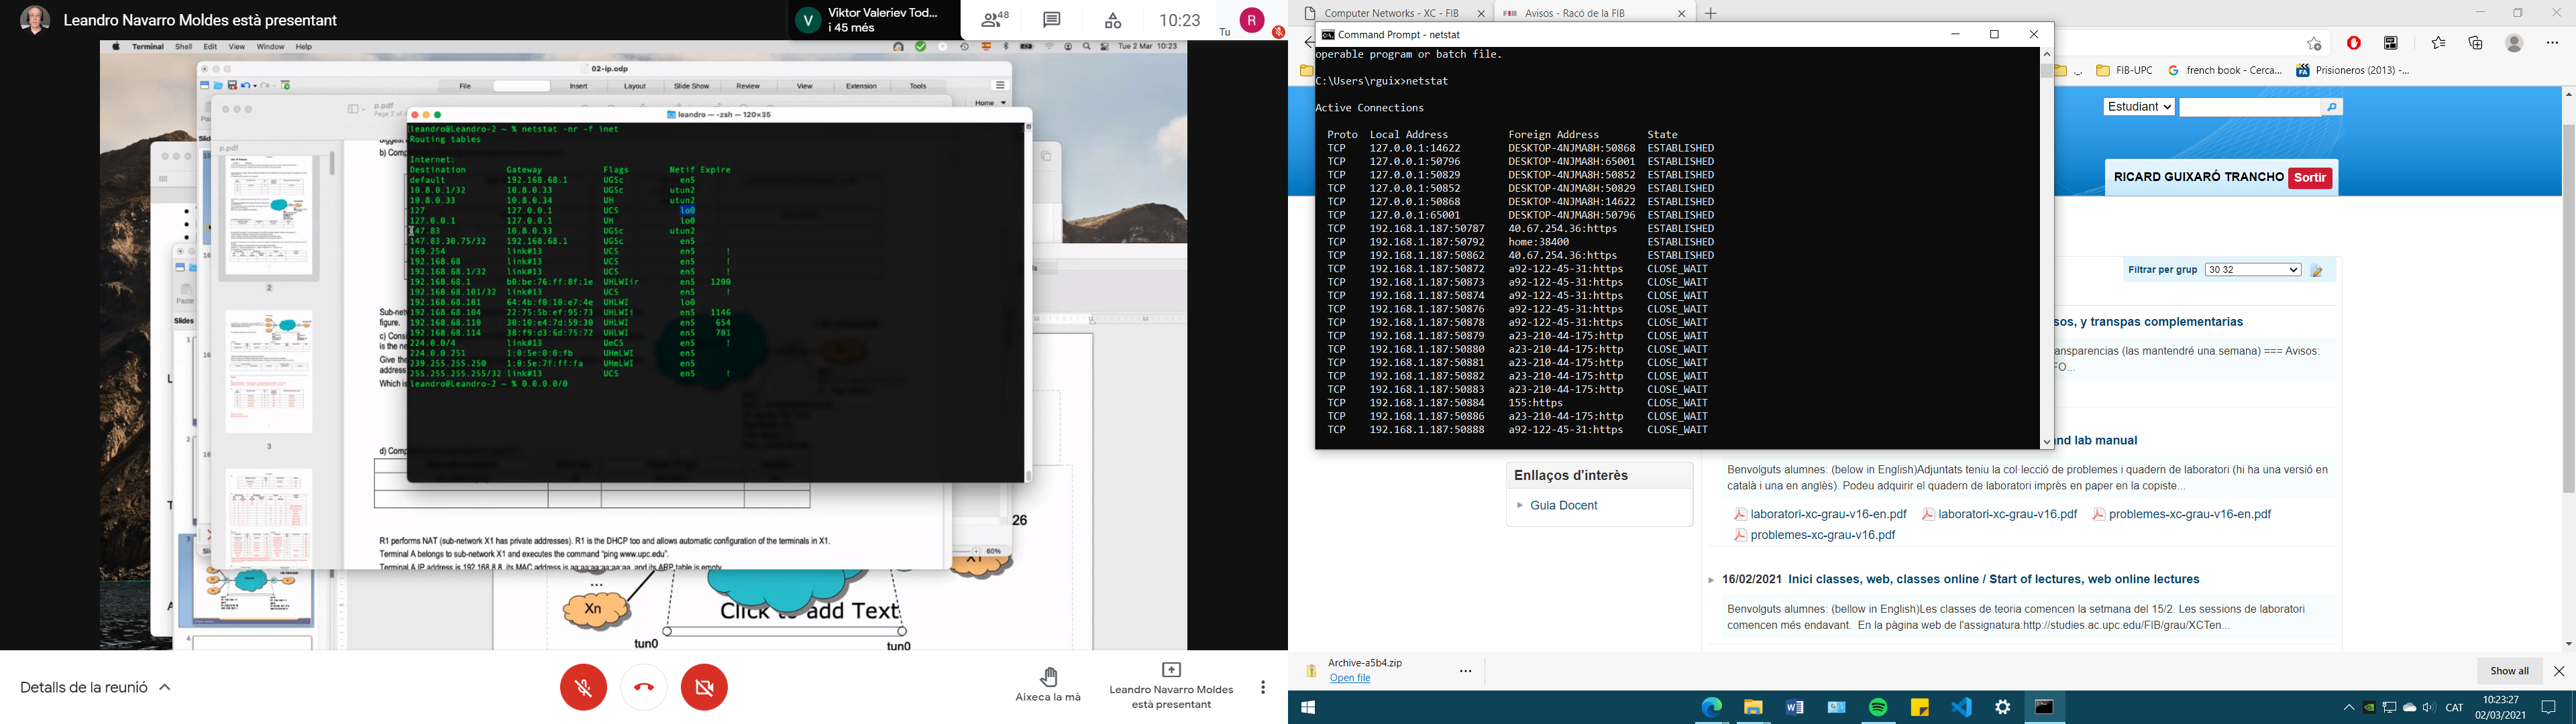 Leandro Navarro Moldes està presentant
Viktor Valeriev Tod...
i 45 més
48
10:23
Tu
Terminal Shell Edit View Window Help
Tue 2 Mar 10:23
02-ip.odp
File Insert Layout Slide Show Review View Extension Tools
Home
p.pdf
leandro — -zsh — 120×35
leandro@Leandro-2 ~ % netstat -nr -f inet
Routing tables
Internet:
Destination Gateway Flags Netif Expire
default 192.168.68.1 UGSc en5
10.8.0.1/32 10.8.0.33 UGSc utun2
10.8.0.33 10.8.0.34 UH utun2
127 127.0.0.1 UCS lo0
127.0.0.1 127.0.0.1 UH lo0
147.83 10.8.0.33 UGSc utun2
147.83.30.75/32 192.168.68.1 UGSc en5
169.254 link#13 UCS en5 !
192.168.68 link#13 UCS en5 !
192.168.68.1/32 link#13 UCS en5 !
192.168.68.1 b0:be:76:ff:8f:1e UHLWIir en5 1200
192.168.68.101/32 link#13 UCS en5 !
192.168.68.101 64:4b:f0:10:e7:4e UHLWI lo0
192.168.68.104 22:75:5b:ef:95:73 UHLWIi en5 1146
192.168.68.110 30:10:e4:7d:59:30 UHLWI en5 654
192.168.68.114 38:f9:d3:6d:75:72 UHLWI en5 701
224.0.0/4 link#13 UmCS en5 !
224.0.0.251 1:0:5e:0:0:fb UHmLWI en5
239.255.255.250 1:0:5e:7f:ff:fa UHmLWI en5
255.255.255.255/32 link#13 UCS en5 !
leandro@Leandro-2 ~ % 0.0.0.0/0
Paste
Slides
Sub-net
figure.
c) Cons
is the ne
Give the
address
Which is
d) Comp
26
R1 performs NAT (sub-network X1 has private addresses). R1 is the DHCP too and allows automatic configuration of the terminals in X1.
Terminal A belongs to sub-network X1 and executes the command "ping www.upc.edu".
Terminal A IP address is 192.168.8.8, its MAC address is aa:aa:aa:aa:aa:aa, and its ARP table is empty.
60%
X1
...
Xn
Click to add Text
tun0
tun0
Detalls de la reunió
Aixeca la mà
Leandro Navarro Moldes
està presentant
Computer Networks - XC - FIB
Avisos - Racó de la FIB
Command Prompt - netstat
operable program or batch file.
C:\Users\rguix>netstat
Active Connections
Proto Local Address Foreign Address State
TCP 127.0.0.1:14622 DESKTOP-4NJMA8H:50868 ESTABLISHED
TCP 127.0.0.1:50796 DESKTOP-4NJMA8H:65001 ESTABLISHED
TCP 127.0.0.1:50829 DESKTOP-4NJMA8H:50852 ESTABLISHED
TCP 127.0.0.1:50852 DESKTOP-4NJMA8H:50829 ESTABLISHED
TCP 127.0.0.1:50868 DESKTOP-4NJMA8H:14622 ESTABLISHED
TCP 127.0.0.1:65001 DESKTOP-4NJMA8H:50796 ESTABLISHED
TCP 192.168.1.187:50787 40.67.254.36:https ESTABLISHED
TCP 192.168.1.187:50792 home:38400 ESTABLISHED
TCP 192.168.1.187:50862 40.67.254.36:https ESTABLISHED
TCP 192.168.1.187:50872 a92-122-45-31:https CLOSE_WAIT
TCP 192.168.1.187:50873 a92-122-45-31:https CLOSE_WAIT
TCP 192.168.1.187:50874 a92-122-45-31:https CLOSE_WAIT
TCP 192.168.1.187:50876 a92-122-45-31:https CLOSE_WAIT
TCP 192.168.1.187:50878 a92-122-45-31:https CLOSE_WAIT
TCP 192.168.1.187:50879 a23-210-44-175:http CLOSE_WAIT
TCP 192.168.1.187:50880 a23-210-44-175:http CLOSE_WAIT
TCP 192.168.1.187:50881 a23-210-44-175:http CLOSE_WAIT
TCP 192.168.1.187:50882 a23-210-44-175:http CLOSE_WAIT
TCP 192.168.1.187:50883 a23-210-44-175:http CLOSE_WAIT
TCP 192.168.1.187:50884 155:https CLOSE_WAIT
TCP 192.168.1.187:50886 a23-210-44-175:http CLOSE_WAIT
TCP 192.168.1.187:50888 a92-122-45-31:https CLOSE_WAIT
FIB-UPC
french book - Cerca...
Prisioneros (2013) -...
Estudiant
RICARD GUIXARÓ TRANCHO Sortir
Filtrar per grup 30 32
sos, y transpas complementarias
ansparencias (las mantendré una semana) === Avisos:
FO...
nd lab manual
Benvolguts alumnes: (below in English)Adjuntats teniu la col·lecció de problemes i quadern de laboratori (hi ha una versió en
català i una en anglès). Podeu adquirir el quadern de laboratori imprès en paper en la copiste...
laboratori-xc-grau-v16-en.pdf laboratori-xc-grau-v16.pdf problemes-xc-grau-v16-en.pdf
problemes-xc-grau-v16.pdf
Enllaços d'interès
Guia Docent
16/02/2021 Inici classes, web, classes online / Start of lectures, web online lectures
Benvolguts alumnes: (bellow in English)Les classes de teoria comencen la setmana del 15/2. Les sessions de laboratori
comencen més endavant. En la pàgina web de l'assignatura:http://studies.ac.upc.edu/FIB/grau/XCTen...
Archive-a5b4.zip
Open file
Show all
CAT
10:23:27
02/03/2021